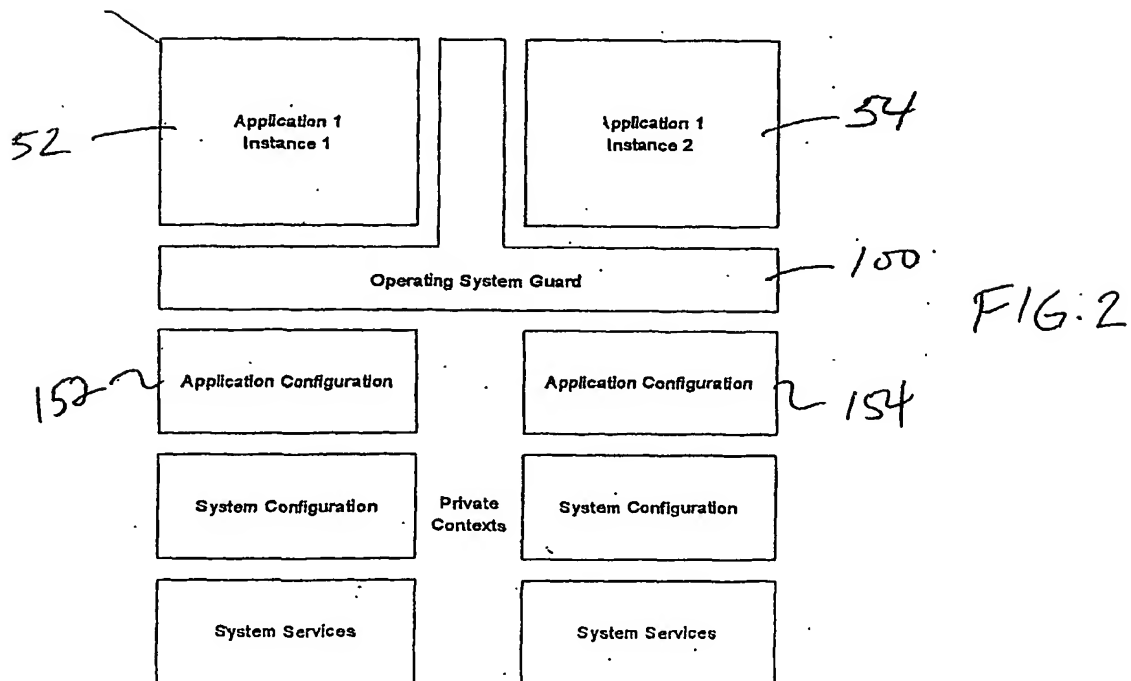 Application 1
Instance 1
Application 1
Instance 2
52
54
Operating System Guard
100
FIG. 2
Application Configuration
Application Configuration
152
154
System Configuration
Private
Contexts
System Configuration
System Services
System Services